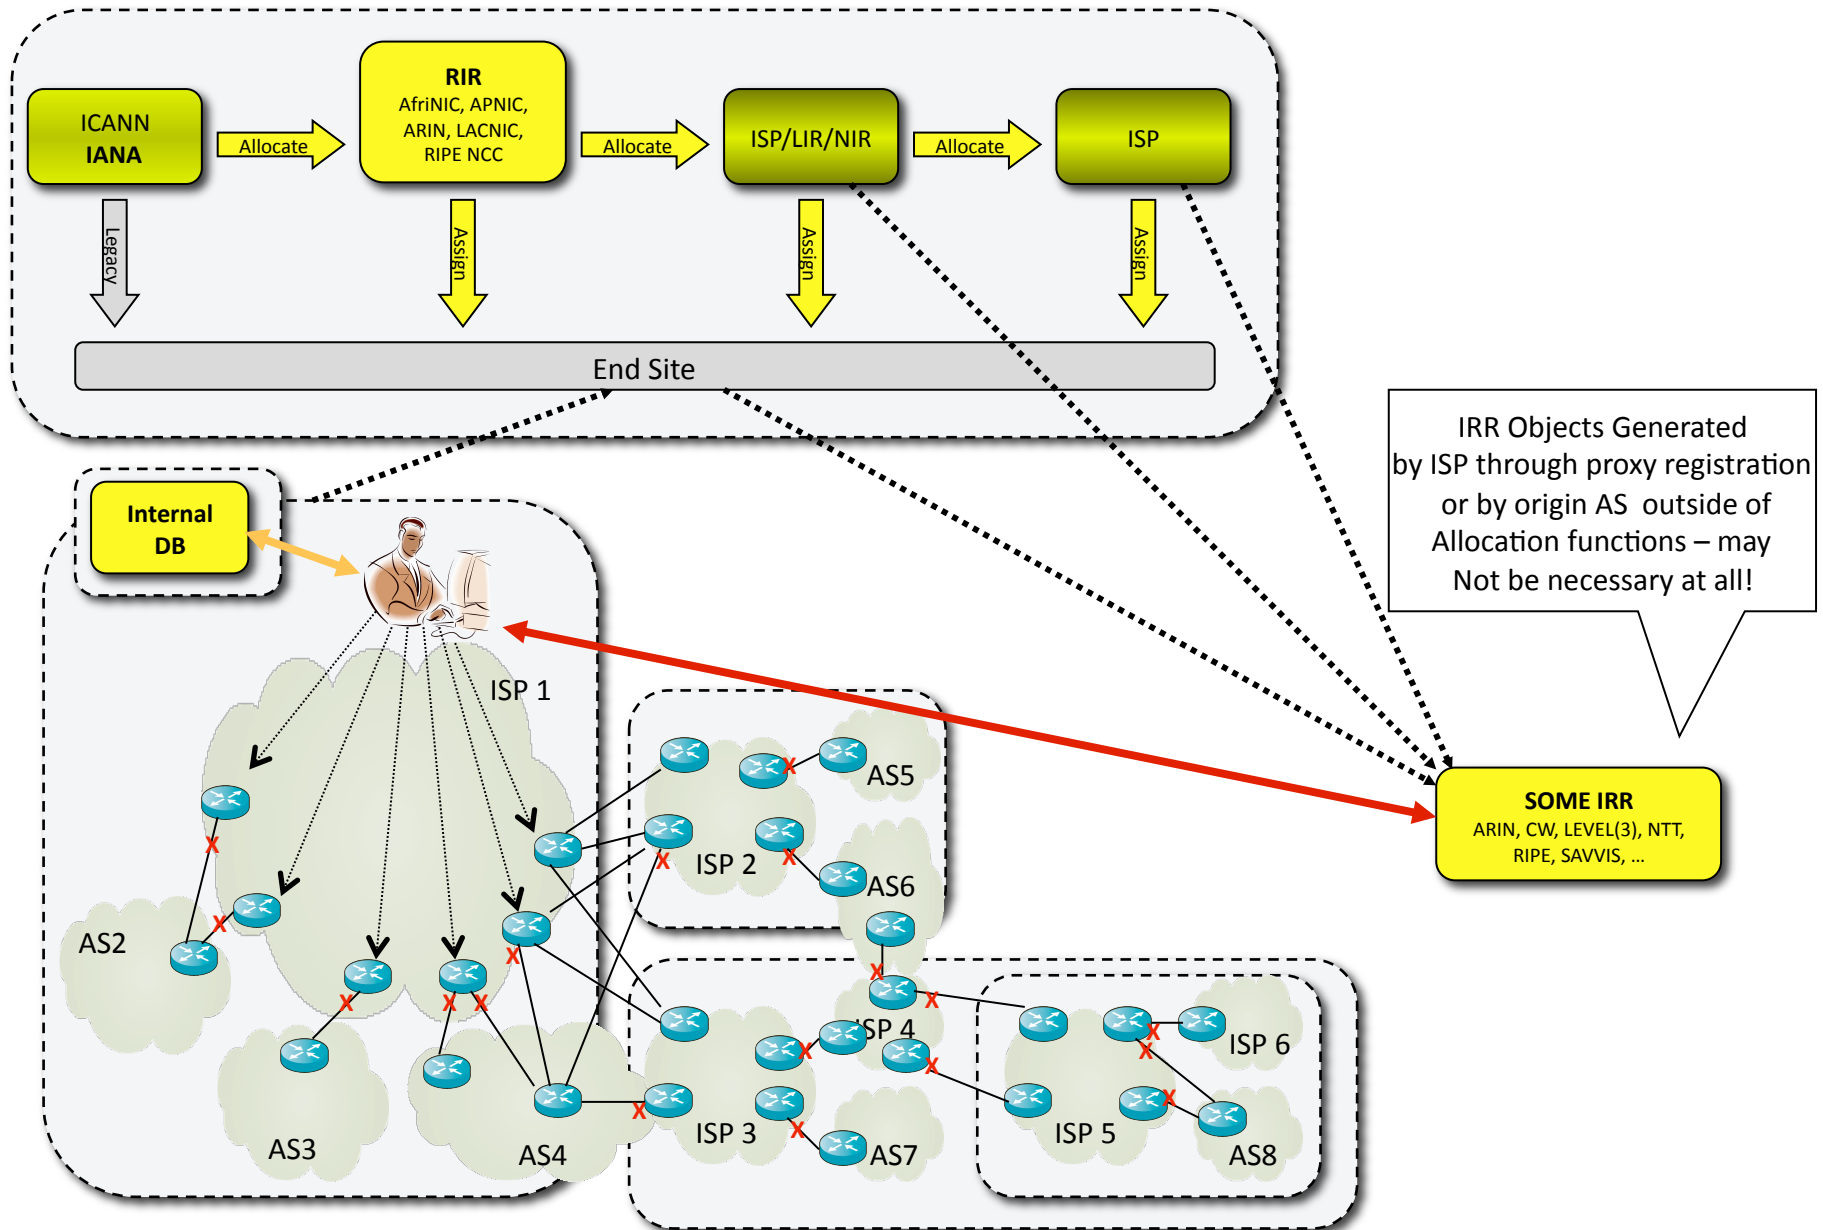 ICANN
IANA
Allocate
RIR
AfriNIC, APNIC,
ARIN, LACNIC,
RIPE NCC
Allocate
ISP/LIR/NIR
Allocate
ISP
Legacy
Assign
Assign
Assign
End Site
IRR Objects Generated
by ISP through proxy registration
or by origin AS outside of
Allocation functions – may
Not be necessary at all!
Internal
DB
ISP 1
SOME IRR
ARIN, CW, LEVEL(3), NTT,
RIPE, SAVVIS, ...
X
X
X
X
X
X
AS2
AS3
AS4
X
X
X
ISP 2
AS5
AS6
X
X
X
X
X
X
ISP 3
ISP 4
AS7
X
X
X
ISP 5
ISP 6
AS8